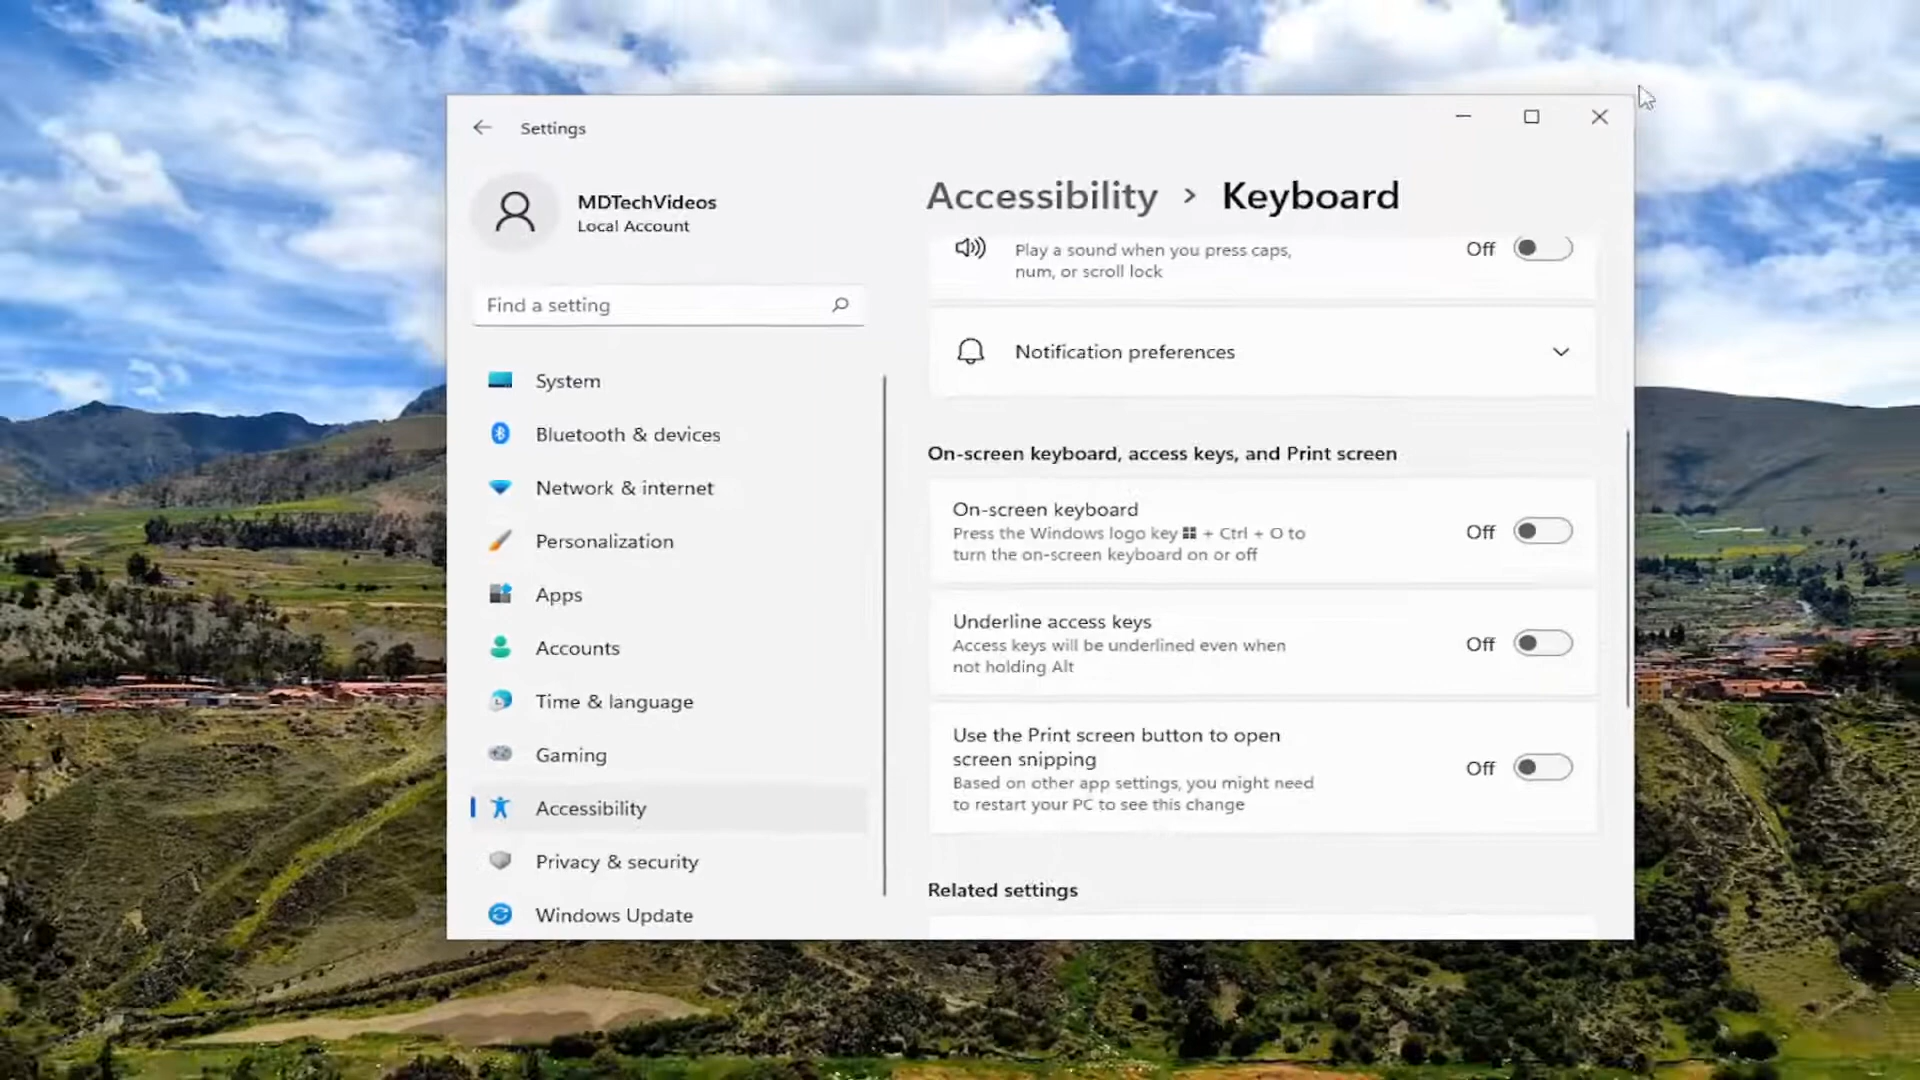 Settings
MDTechVideos
Local Account
Find a setting
System
Bluetooth & devices
Network & internet
Personalization
Apps
Accounts
Time & language
Gaming
Accessibility
Privacy & security
Windows Update
Accessibility > Keyboard
Play a sound when you press caps,
num, or scroll lock
Off
Notification preferences
On-screen keyboard, access keys, and Print screen
On-screen keyboard
Press the Windows logo key + Ctrl + O to
turn the on-screen keyboard on or off
Off
Underline access keys
Access keys will be underlined even when
not holding Alt
Off
Use the Print screen button to open
screen snipping
Based on other app settings, you might need
to restart your PC to see this change
Off
Related settings